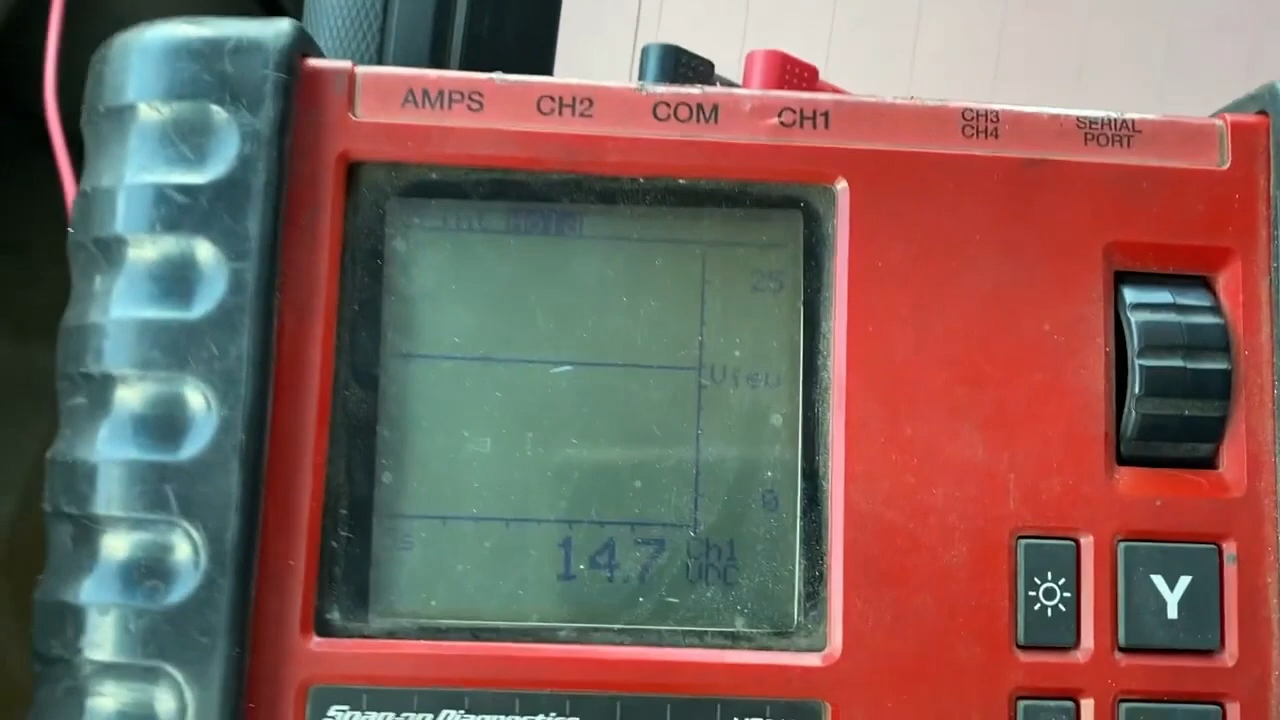 AMPS
CH2
COM
CH1
CH3
CH4
SERIAL
PORT
25
View
0
s
14.7
Ch1
VDC
Y
Snap-on Diagnostics